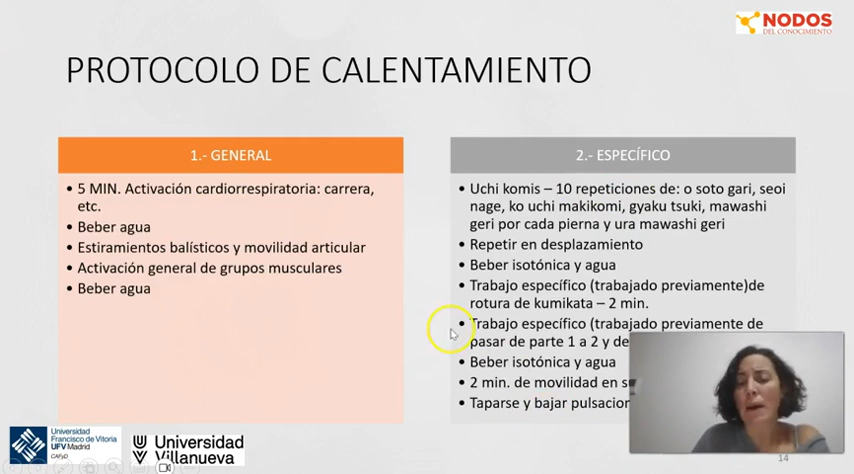 NODOS
DEL CONOCIMIENTO
PROTOCOLO DE CALENTAMIENTO
1.- GENERAL
• 5 MIN. Activación cardiorrespiratoria: carrera,
etc.
• Beber agua
• Estiramientos balísticos y movilidad articular
• Activación general de grupos musculares
• Beber agua
2.- ESPECÍFICO
• Uchi komis – 10 repeticiones de: o soto gari, seoi
nage, ko uchi makikomi, gyaku tsuki, mawashi
geri por cada pierna y ura mawashi geri
• Repetir en desplazamiento
• Beber isotónica y agua
• Trabajo específico (trabajado previamente)de
rotura de kumikata – 2 min.
• Trabajo específico (trabajado previamente de
pasar de parte 1 a 2 y de
• Beber isotónica y agua
• 2 min. de movilidad en
• Taparse y bajar
Universidad
Francisco de Vitoria
UFV Madrid
CAFyD
Universidad
Villanueva
14